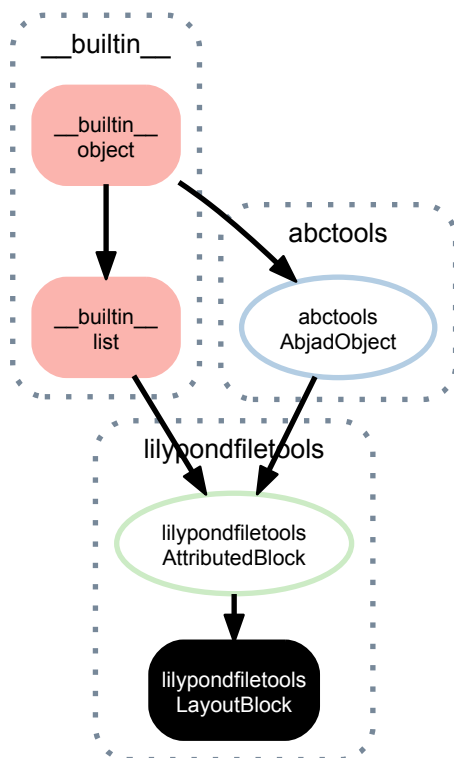 __builtin__
__builtin__
object
abctools
__builtin__
list
abctools
AbjadObject
lilypondfiletools
lilypondfiletools
AttributedBlock
lilypondfiletools
LayoutBlock